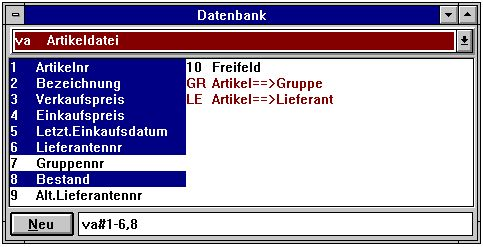 Datenbank
va Artikeldatei
1 Artikelnr
2 Bezeichnung
3 Verkaufspreis
4 Einkaufspreis
5 Letzt.Einkaufsdatum
6 Lieferantennr
7 Gruppennr
8 Bestand
9 Alt.Lieferantennr
10 Freifeld
GR Artikel==>Gruppe
LE Artikel==>Lieferant
Neu va#1-6,8